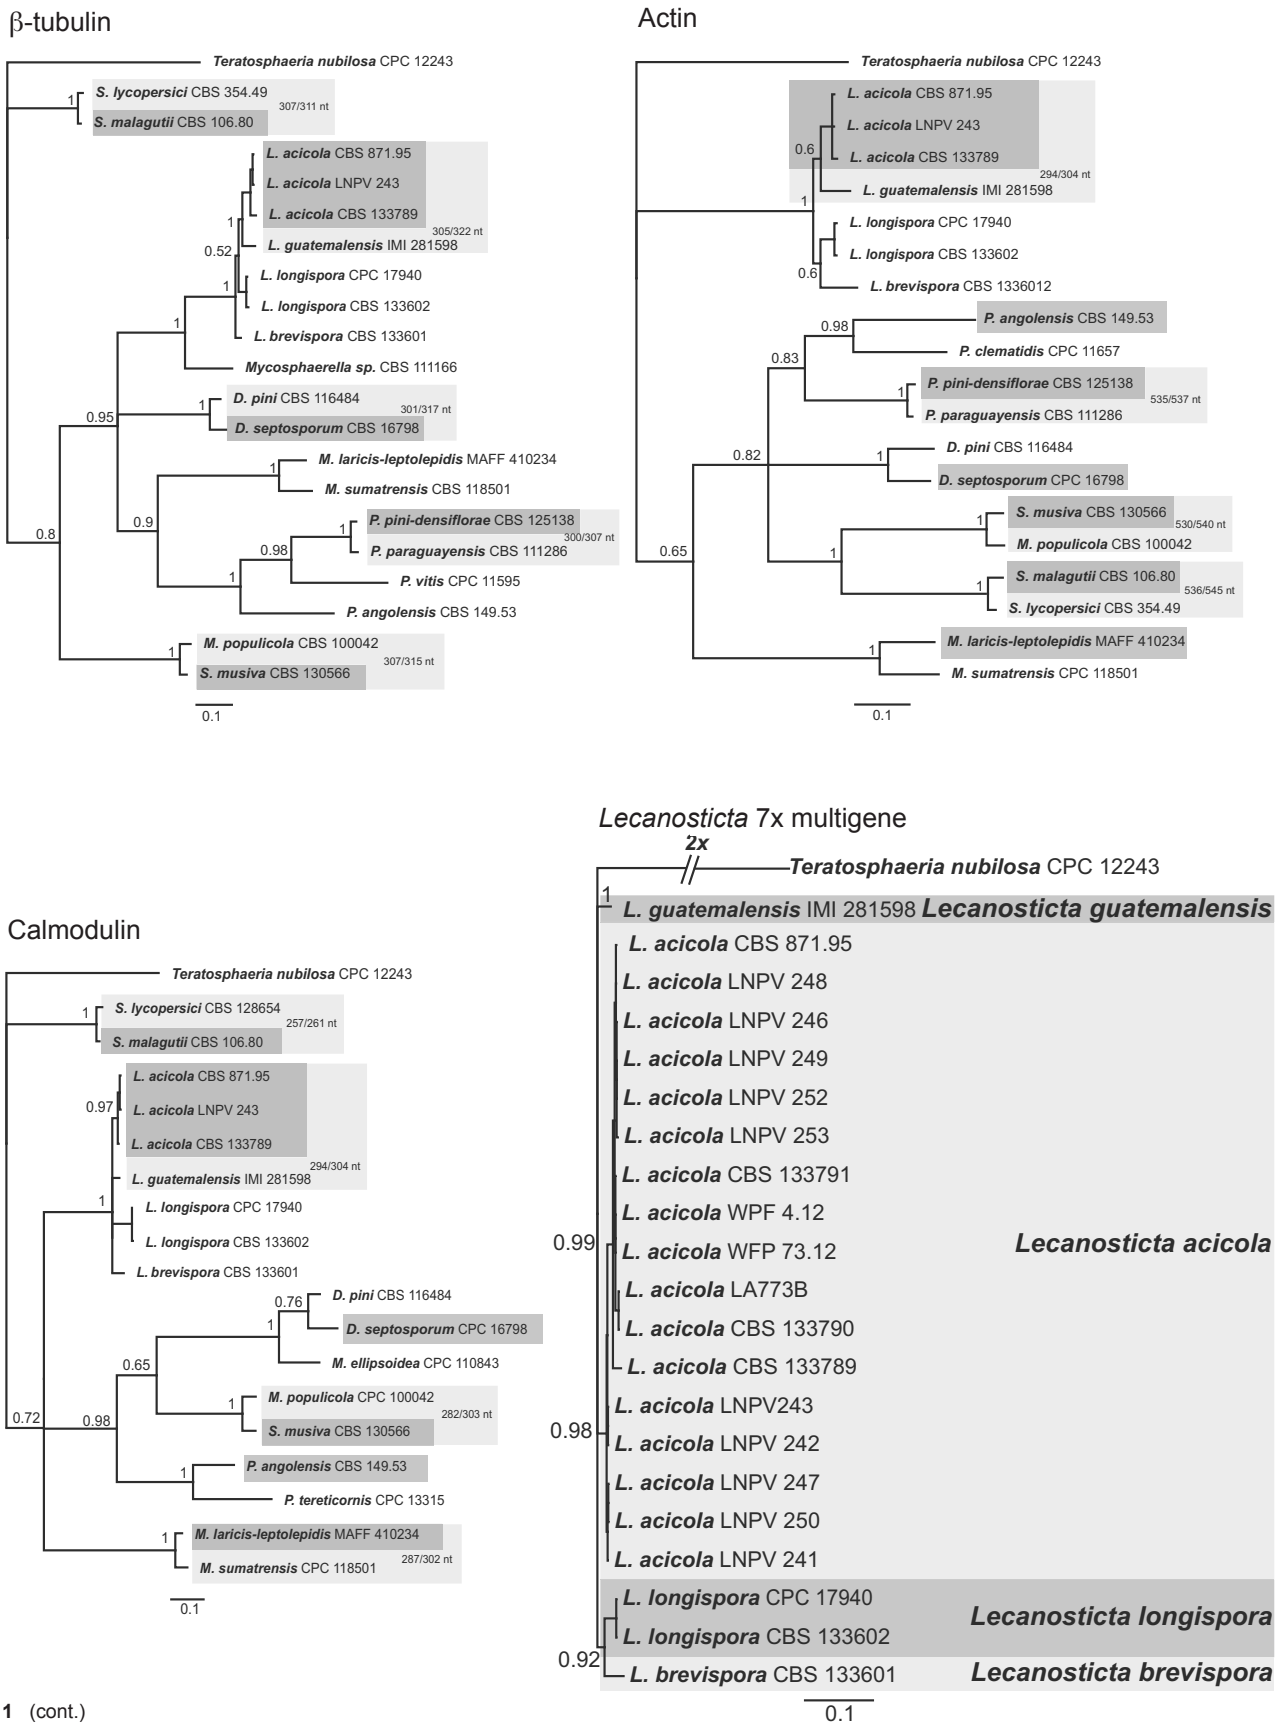 β-tubulin
Teratosphaeria nubilosa CPC 12243
1
S. lycopersici CBS 354.49
307/311 nt
S. malagutii CBS 106.80
L. acicola CBS 871.95
L. acicola LNPV 243
L. acicola CBS 133789
1
305/322 nt
L. guatemalensis IMI 281598
0.52
L. longispora CPC 17940
1
L. longispora CBS 133602
1
L. brevispora CBS 133601
Mycosphaerella sp. CBS 111166
D. pini CBS 116484
1
301/317 nt
0.95
D. septosporum CBS 16798
M. laricis-leptolepidis MAFF 410234
1
M. sumatrensis CBS 118501
0.9
P. pini-densiflorae CBS 125138
1
300/307 nt
0.8
0.98
P. paraguayensis CBS 111286
1
P. vitis CPC 11595
P. angolensis CBS 149.53
M. populicola CBS 100042
1
307/315 nt
S. musiva CBS 130566
0.1
Actin
Teratosphaeria nubilosa CPC 12243
L. acicola CBS 871.95
L. acicola LNPV 243
0.6
L. acicola CBS 133789
294/304 nt
L. guatemalensis IMI 281598
1
L. longispora CPC 17940
L. longispora CBS 133602
0.6
L. brevispora CBS 1336012
P. angolensis CBS 149.53
0.98
P. clematidis CPC 11657
0.83
P. pini-densiflorae CBS 125138
1
535/537 nt
P. paraguayensis CBS 111286
D. pini CBS 116484
0.82
1
D. septosporum CPC 16798
S. musiva CBS 130566
1
530/540 nt
M. populicola CBS 100042
0.65
1
S. malagutii CBS 106.80
1
536/545 nt
S. lycopersici CBS 354.49
M. laricis-leptolepidis MAFF 410234
1
M. sumatrensis CPC 118501
0.1
Calmodulin
Teratosphaeria nubilosa CPC 12243
S. lycopersici CBS 128654
1
257/261 nt
S. malagutii CBS 106.80
L. acicola CBS 871.95
0.97
L. acicola LNPV 243
L. acicola CBS 133789
294/304 nt
L. guatemalensis IMI 281598
1
L. longispora CPC 17940
L. longispora CBS 133602
L. brevispora CBS 133601
D. pini CBS 116484
0.76
1
D. septosporum CPC 16798
M. ellipsoidea CPC 110843
0.65
M. populicola CPC 100042
1
282/303 nt
0.72
0.98
S. musiva CBS 130566
P. angolensis CBS 149.53
1
P. tereticornis CPC 13315
M. laricis-leptolepidis MAFF 410234
1
287/302 nt
M. sumatrensis CPC 118501
0.1
Lecanosticta 7x multigene
2x
Teratosphaeria nubilosa CPC 12243
1
L. guatemalensis IMI 281598 Lecanosticta guatemalensis
L. acicola CBS 871.95
L. acicola LNPV 248
L. acicola LNPV 246
L. acicola LNPV 249
L. acicola LNPV 252
L. acicola LNPV 253
L. acicola CBS 133791
L. acicola WPF 4.12
0.99
Lecanosticta acicola
L. acicola WFP 73.12
L. acicola LA773B
L. acicola CBS 133790
L. acicola CBS 133789
L. acicola LNPV243
0.98
L. acicola LNPV 242
L. acicola LNPV 247
L. acicola LNPV 250
L. acicola LNPV 241
L. longispora CPC 17940
Lecanosticta longispora
L. longispora CBS 133602
0.92
L. brevispora CBS 133601 Lecanosticta brevispora
0.1
1 (cont.)